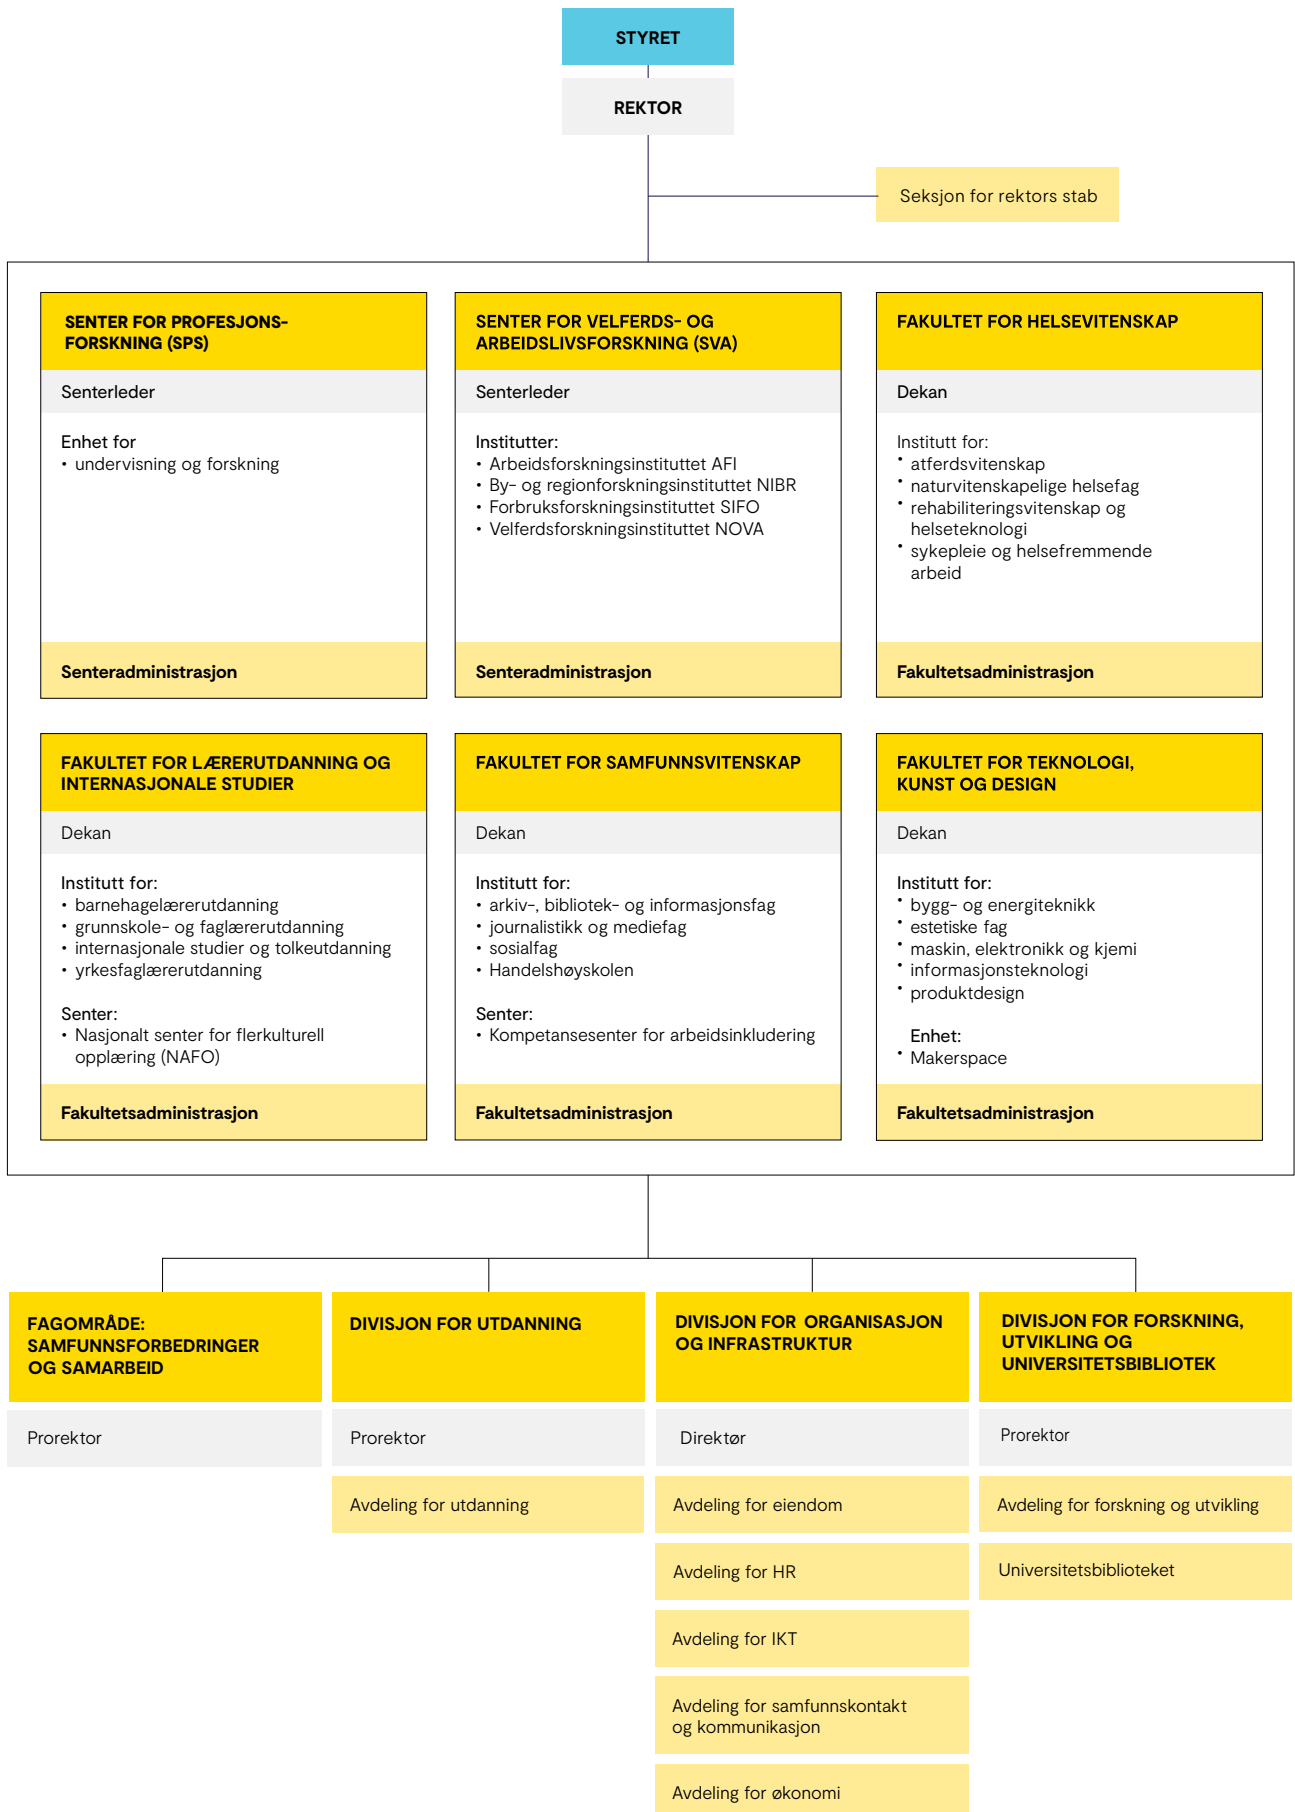 STYRET
REKTOR
Seksjon for rektors stab
SENTER FOR PROFESJONS-
FORSKNING (SPS)
Senterleder
Enhet for
• undervisning og forskning
Senteradministrasjon
SENTER FOR VELFERDS- OG
ARBEIDSLIVSFORSKNING (SVA)
Senterleder
Institutter:
• Arbeidsforskningsinstituttet AFI
• By- og regionforskningsinstituttet NIBR
• Forbruksforskningsinstituttet SIFO
• Velferdsforskningsinstituttet NOVA
Senteradministrasjon
FAKULTET FOR HELSEVITENSKAP
Dekan
Institutt for:
• atferdsvitenskap
• naturvitenskapelige helsefag
• rehabiliteringsvitenskap og
helseteknologi
• sykepleie og helsefremmende
arbeid
Fakultetsadministrasjon
FAKULTET FOR LÆRERUTDANNING OG
INTERNASJONALE STUDIER
Dekan
Institutt for:
• barnehagelærerutdanning
• grunnskole- og faglærerutdanning
• internasjonale studier og tolkeutdanning
• yrkesfaglærerutdanning
Senter:
• Nasjonalt senter for flerkulturell
opplæring (NAFO)
Fakultetsadministrasjon
FAKULTET FOR SAMFUNNSVITENSKAP
Dekan
Institutt for:
• arkiv-, bibliotek- og informasjonsfag
• journalistikk og mediefag
• sosialfag
• Handelshøyskolen
Senter:
• Kompetansesenter for arbeidsinkludering
Fakultetsadministrasjon
FAKULTET FOR TEKNOLOGI,
KUNST OG DESIGN
Dekan
Institutt for:
• bygg- og energiteknikk
• estetiske fag
• maskin, elektronikk og kjemi
• informasjonsteknologi
• produktdesign
Enhet:
• Makerspace
Fakultetsadministrasjon
FAGOMRÅDE:
SAMFUNNSFORBEDRINGER
OG SAMARBEID
Prorektor
DIVISJON FOR UTDANNING
Prorektor
Avdeling for utdanning
DIVISJON FOR ORGANISASJON
OG INFRASTRUKTUR
Direktør
Avdeling for eiendom
Avdeling for HR
Avdeling for IKT
Avdeling for samfunnskontakt
og kommunikasjon
Avdeling for økonomi
DIVISJON FOR FORSKNING,
UTVIKLING OG
UNIVERSITETSBIBLIOTEK
Prorektor
Avdeling for forskning og utvikling
Universitetsbiblioteket